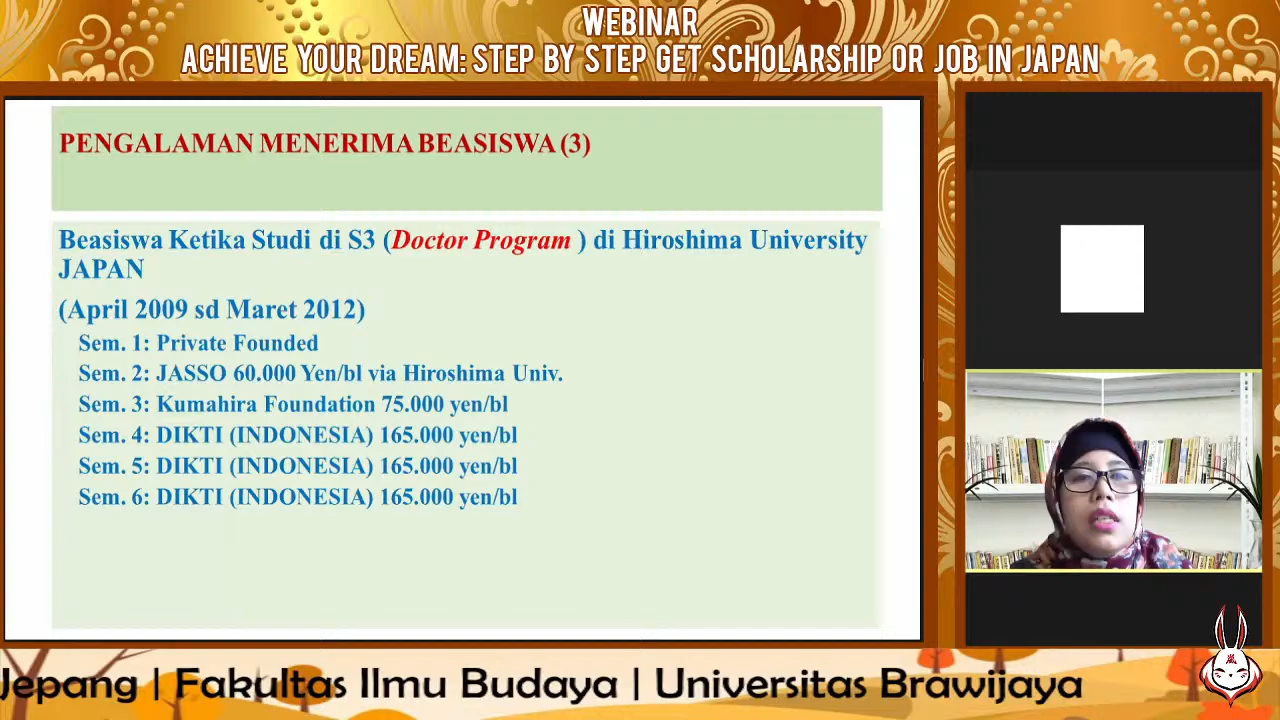 WEBINAR
ACHIEVE YOUR DREAM: STEP BY STEP GET SCHOLARSHIP OR JOB IN JAPAN
PENGALAMAN MENERIMA BEASISWA (3)
Beasiswa Ketika Studi di S3 (Doctor Program ) di Hiroshima University
JAPAN
(April 2009 sd Maret 2012)
Sem. 1: Private Founded
Sem. 2: JASSO 60.000 Yen/bl via Hiroshima Univ.
Sem. 3: Kumahira Foundation 75.000 yen/bl
Sem. 4: DIKTI (INDONESIA) 165.000 yen/bl
Sem. 5: DIKTI (INDONESIA) 165.000 yen/bl
Sem. 6: DIKTI (INDONESIA) 165.000 yen/bl
Jepang | Fakultas Ilmu Budaya | Universitas Brawijaya